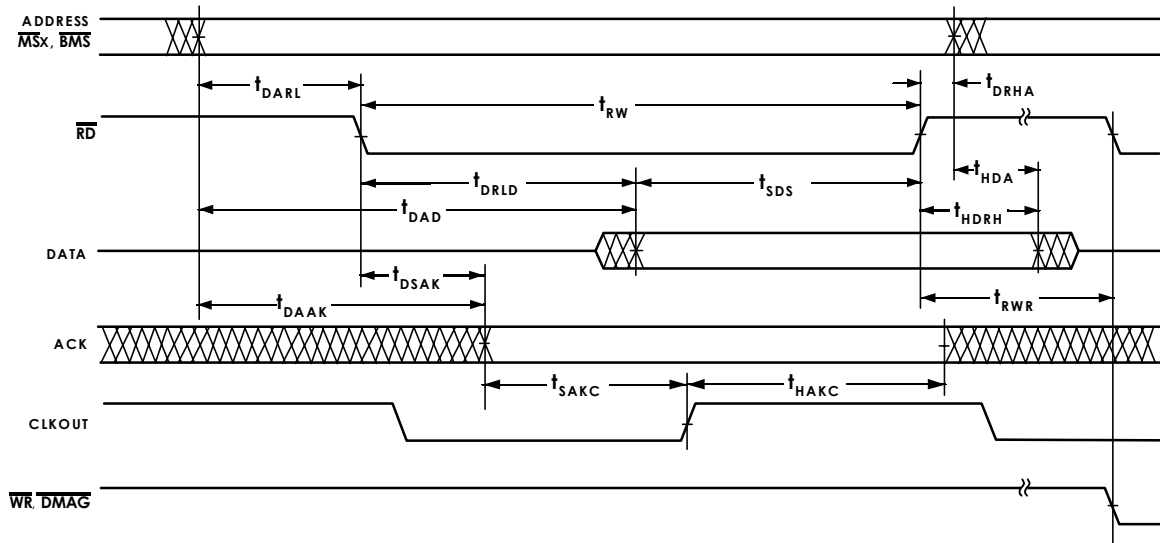 ADDRESS
MSx, BMS
tDARL
tDRHA
tRW
RD
tDRLD
tSDS
tHDA
tDAD
tHDRH
DATA
tDSAK
tDAAK
tRWR
ACK
tSAKC
tHAKC
CLKOUT
WR, DMAG